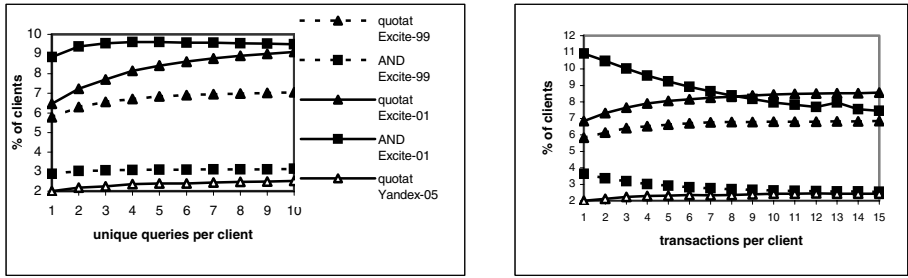 10
9
8
7
6
5
4
3
2
% of clients
1 2 3 4 5 6 7 8 9 10
unique queries per client
quotat
Excite-99
AND
Excite-99
quotat
Excite-01
AND
Excite-01
quotat
Yandex-05
12
11
10
9
8
7
6
5
4
3
2
% of clients
1 2 3 4 5 6 7 8 9 10 11 12 13 14 15
transactions per client